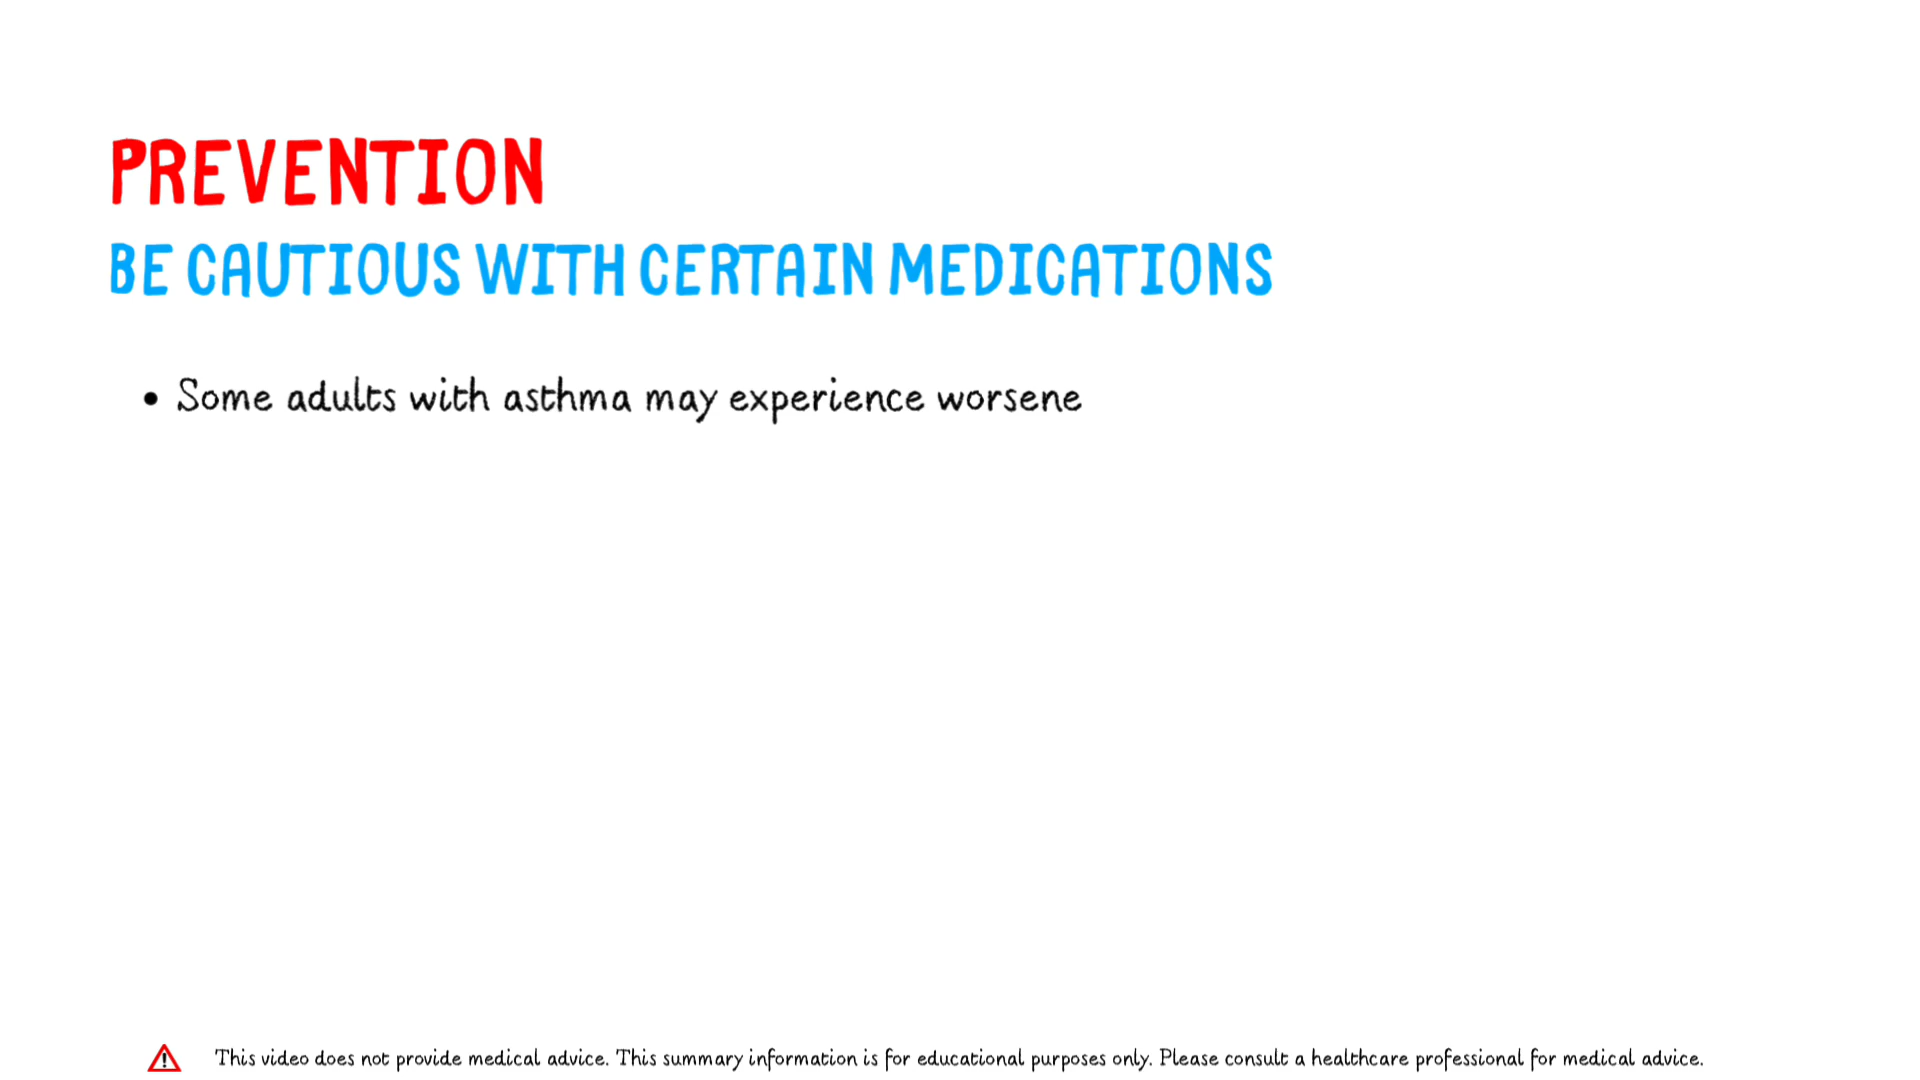 PREVENTION
BE CAUTIOUS WITH CERTAIN MEDICATIONS
• Some adults with asthma may experience worsene
This video does not provide medical advice. This summary information is for educational purposes only. Please consult a healthcare professional for medical advice.